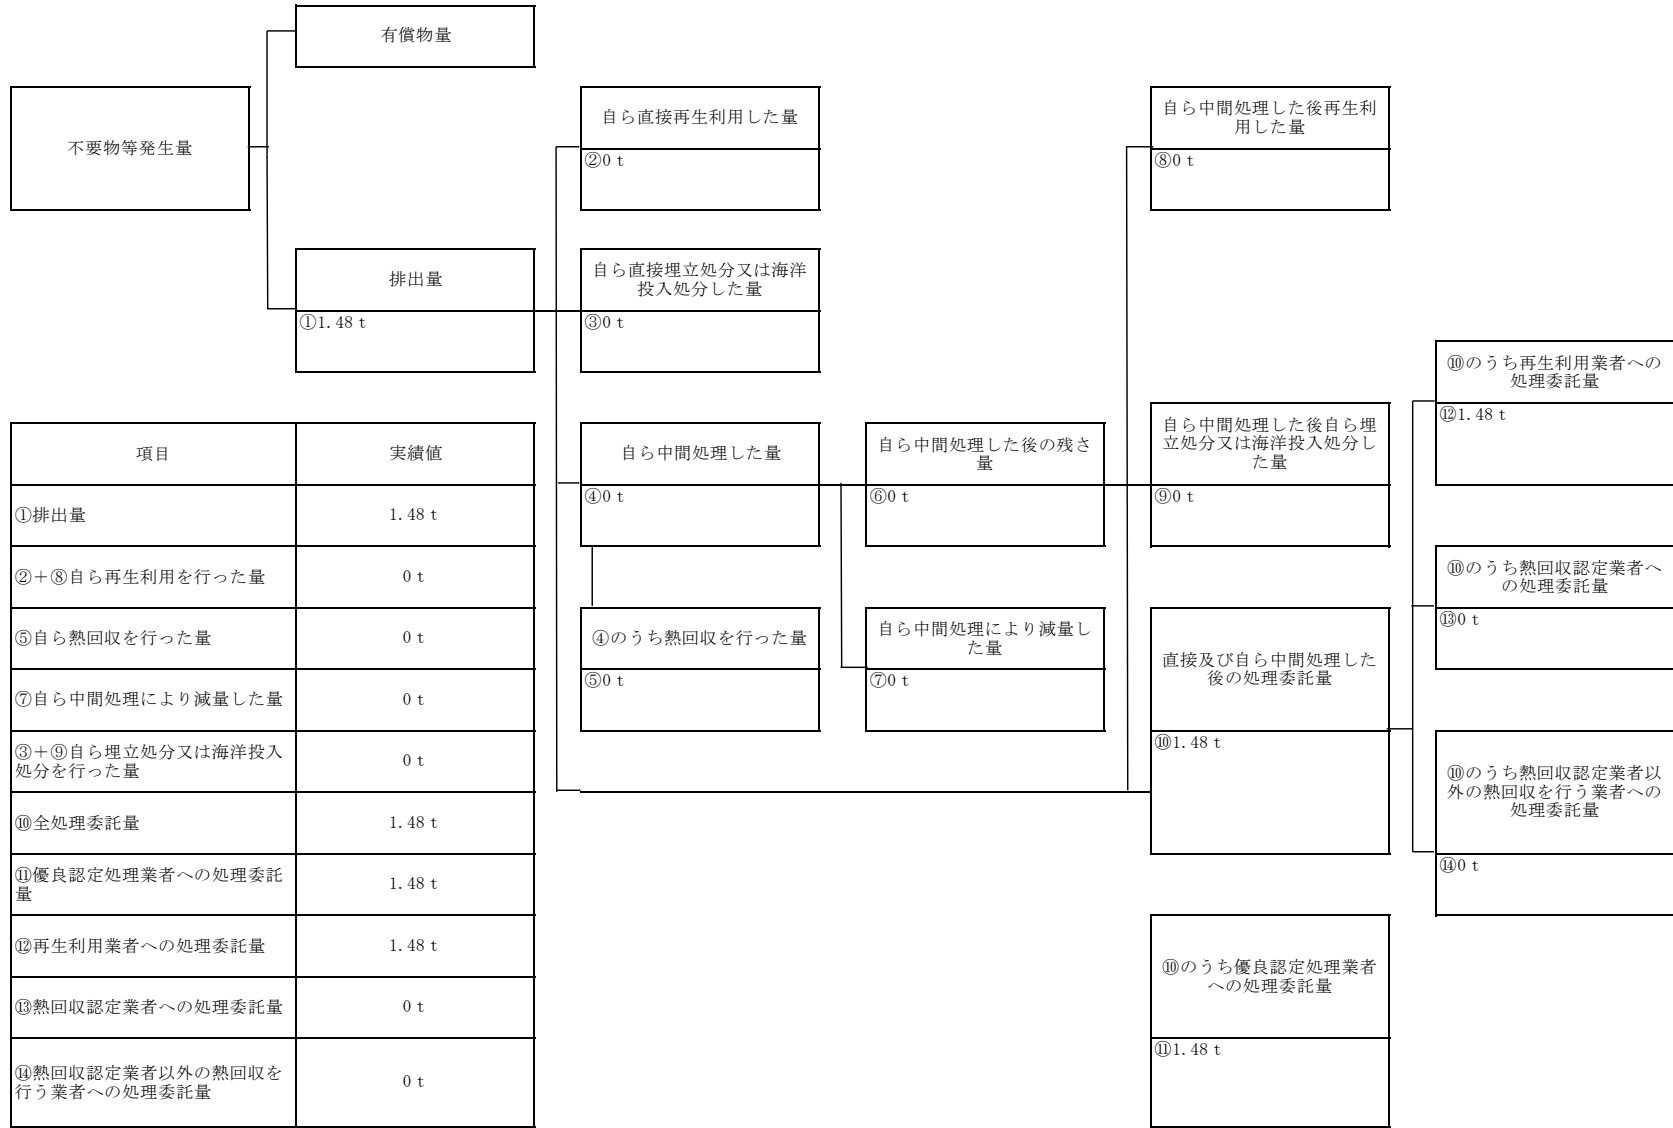 有償物量
不要物等発生量
自ら直接再生利用した量
②0 t
自ら中間処理した後再生利
用した量
⑧0 t
排出量
①1.48 t
自ら直接埋立処分又は海洋
投入処分した量
③0 t
⑩のうち再生利用業者への
処理委託量
⑫1.48 t
項目
実績値
①排出量
1.48 t
②＋⑧自ら再生利用を行った量
0 t
⑤自ら熱回収を行った量
0 t
⑦自ら中間処理により減量した量
0 t
③＋⑨自ら埋立処分又は海洋投入
処分を行った量
0 t
⑩全処理委託量
1.48 t
⑪優良認定処理業者への処理委託
量
1.48 t
⑫再生利用業者への処理委託量
1.48 t
⑬熱回収認定業者への処理委託量
0 t
⑭熱回収認定業者以外の熱回収を
行う業者への処理委託量
0 t
自ら中間処理した量
④0 t
④のうち熱回収を行った量
⑤0 t
自ら中間処理した後の残さ
量
⑥0 t
自ら中間処理により減量し
た量
⑦0 t
自ら中間処理した後自ら埋
立処分又は海洋投入処分し
た量
⑨0 t
直接及び自ら中間処理した
後の処理委託量
⑩1.48 t
⑩のうち優良認定処理業者
への処理委託量
⑪1.48 t
⑩のうち熱回収認定業者へ
の処理委託量
⑬0 t
⑩のうち熱回収認定業者以
外の熱回収を行う業者への
処理委託量
⑭0 t